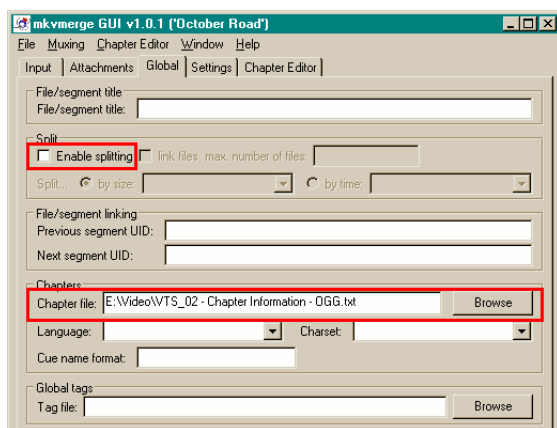 mkvmerge GUI v1.0.1 ('October Road')
File Muxing Chapter Editor Window Help
Input Attachments Global Settings Chapter Editor
File/segment title
File/segment title:
Split
Enable splitting link files max. number of files:
Split... by size: by time:
File/segment linking
Previous segment UID:
Next segment UID:
Chapters
Chapter file: E:\Video\VTS_02 - Chapter Information - OGG.txt Browse
Language: Charset:
Cue name format:
Global tags
Tag file: Browse